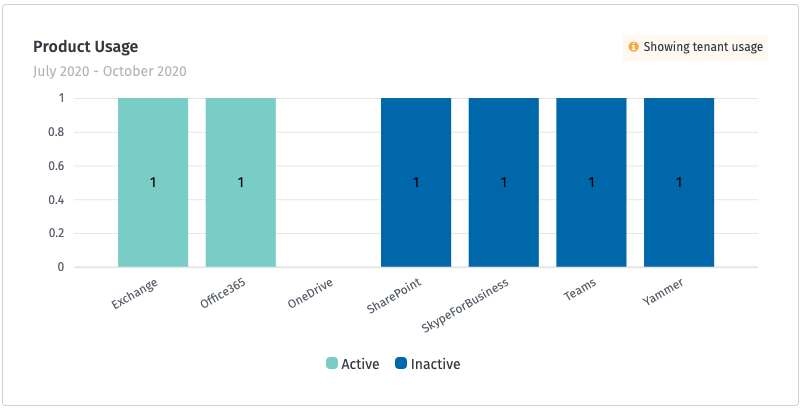 Product Usage
Showing tenant usage
July 2020 - October 2020
1
0.8
0.6
0.4
0.2
0
1 1 1 1 1 1
Exchange Office365 OneDrive SharePoint SkypeForBusiness Teams Yammer
Active Inactive